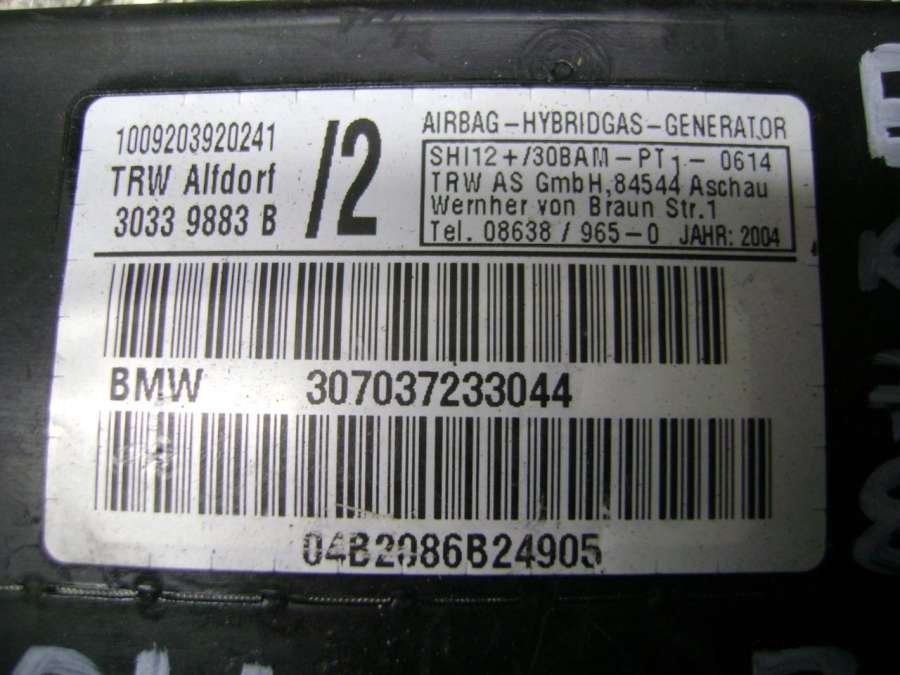 1009203920241
TRW Alfdorf
3033 9883 B
/2
AIRBAG-HYBRIDGAS-GENERATOR
SHI12+/30BAM-PT1-0614
TRW AS GmbH,84544 Aschau
Wernher von Braun Str.1
Tel. 08638/965-0 JAHR: 2004
BMW 307037233044
04B2086B24905